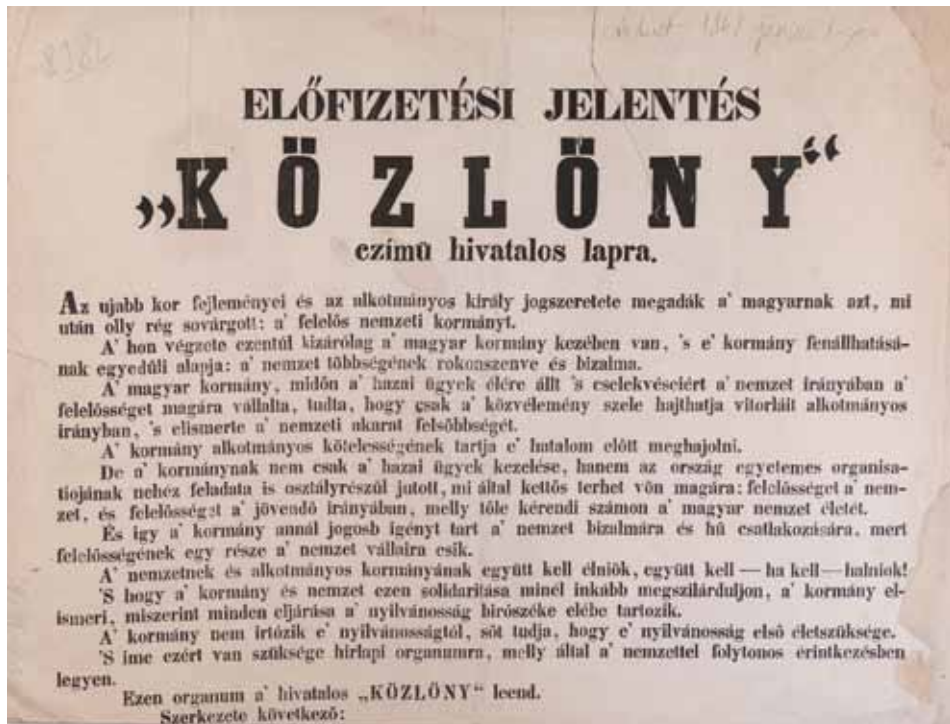 8182
ELŐFIZETÉSI JELENTÉS
„KÖZLÖNY“
czímü hivatalos lapra.
Az ujabb kor fejleményei és az alkotmányos király jogszeretete megadák a' magyarnak azt, mi
után olly rég sovárgott: a' felelős nemzeti kormányt.
A' hon végzete ezentúl kizárólag a' magyar kormány kezében van, 's e' kormány fenállhatásá-
nak egyedüli alapja: a' nemzet többségének rokonszenve és bizalma.
A' magyar kormány, midőn a' hazai ügyek élére állt 's cselekvéseiért a' nemzet irányában a'
felelősséget magára vállalta, tudta, hogy csak a' közvélemény szele hajthatja vitorláit alkotmányos
irányban, 's elismerte a' nemzeti akarat felsőbbségét.
A' kormány alkotmányos kötelességének tartja e' hatalom előtt meghajolni.
De a' kormánynak nem csak a' hazai ügyek kezelése, hanem az ország egyetemes organisa-
tiojának nehéz feladata is osztályrészül jutott, mi által kettős terhet vőn magára: felelősséget a' nem-
zet, és felelősséget a' jövendő irányában, melly tőle kérendi számon a' magyar nemzet életét.
És igy a' kormány annál jogosb igényt tart a' nemzet bizalmára és hű csatlakozására, mert
felelősségének egy része a' nemzet vállaira esik.
A' nemzetnek és alkotmányos kormányának együtt kell élniök, együtt kell — ha kell — halniok!
'S hogy a' kormány és nemzet ezen solidaritása minél inkább megszilárduljon, a' kormány el-
ismeri, miszerint minden eljárása a' nyilvánosság birószéke elébe tartozik.
A' kormány nem irtózik e' nyilvánosságtól, sőt tudja, hogy e' nyilvánosság első életszüksége.
'S ime ezért van szüksége hirlapi organumra, melly által a' nemzettel folytonos érintkezésben
legyen.
Ezen organum a' hivatalos „KÖZLÖNY“ leend.
Szerkezete következő: